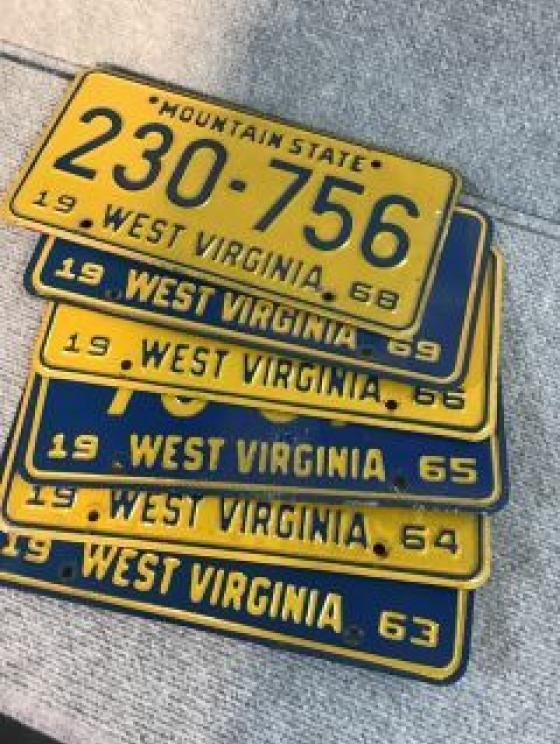 MOUNTAIN STATE
230-756
19 WEST VIRGINIA 68
19 WEST VIRGINIA 69
19 WEST VIRGINIA 66
19 WEST VIRGINIA 65
19 WEST VIRGINIA 64
19 WEST VIRGINIA 63